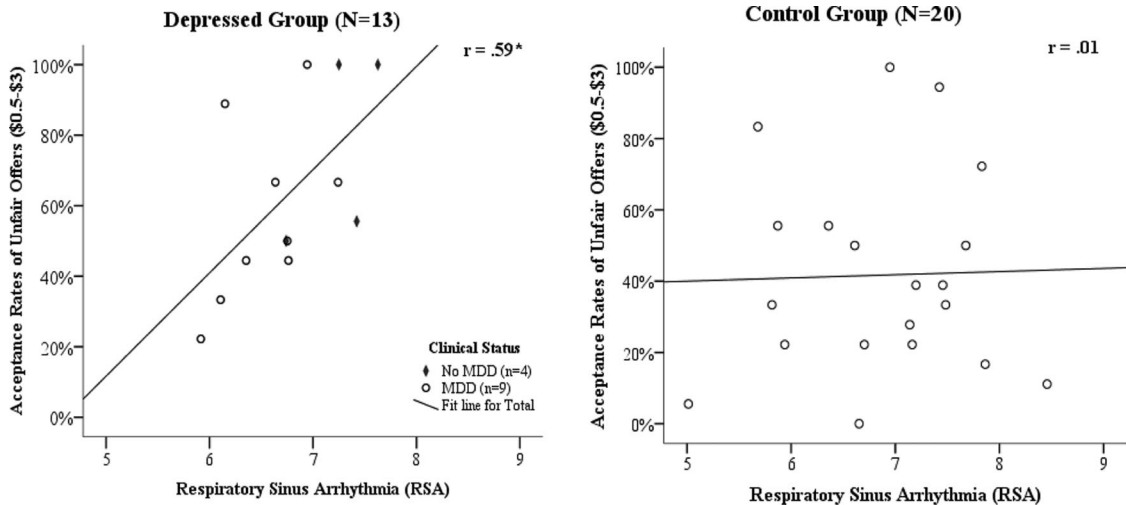 Depressed Group (N=13)
r = .59*
100%
80%
60%
40%
20%
0%
Acceptance Rates of Unfair Offers ($0.5-$3)
Clinical Status
No MDD (n=4)
MDD (n=9)
Fit line for Total
5 6 7 8 9
Respiratory Sinus Arrhythmia (RSA)
Control Group (N=20)
r = .01
100%
80%
60%
40%
20%
0%
Acceptance Rates of Unfair Offers ($0.5-$3)
5 6 7 8 9
Respiratory Sinus Arrhythmia (RSA)